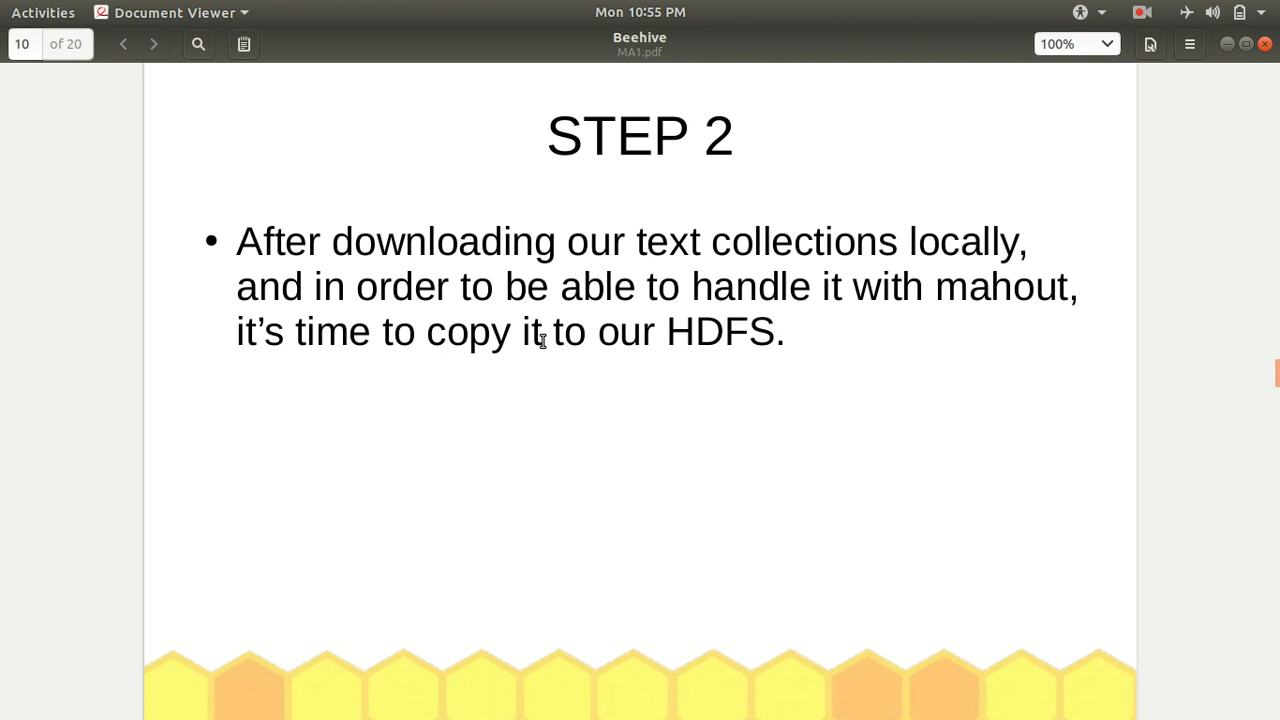 Activities Document Viewer Mon 10:55 PM
10 of 20 Beehive 100%
MA1.pdf
STEP 2
• After downloading our text collections locally,
and in order to be able to handle it with mahout,
it’s time to copy it to our HDFS.